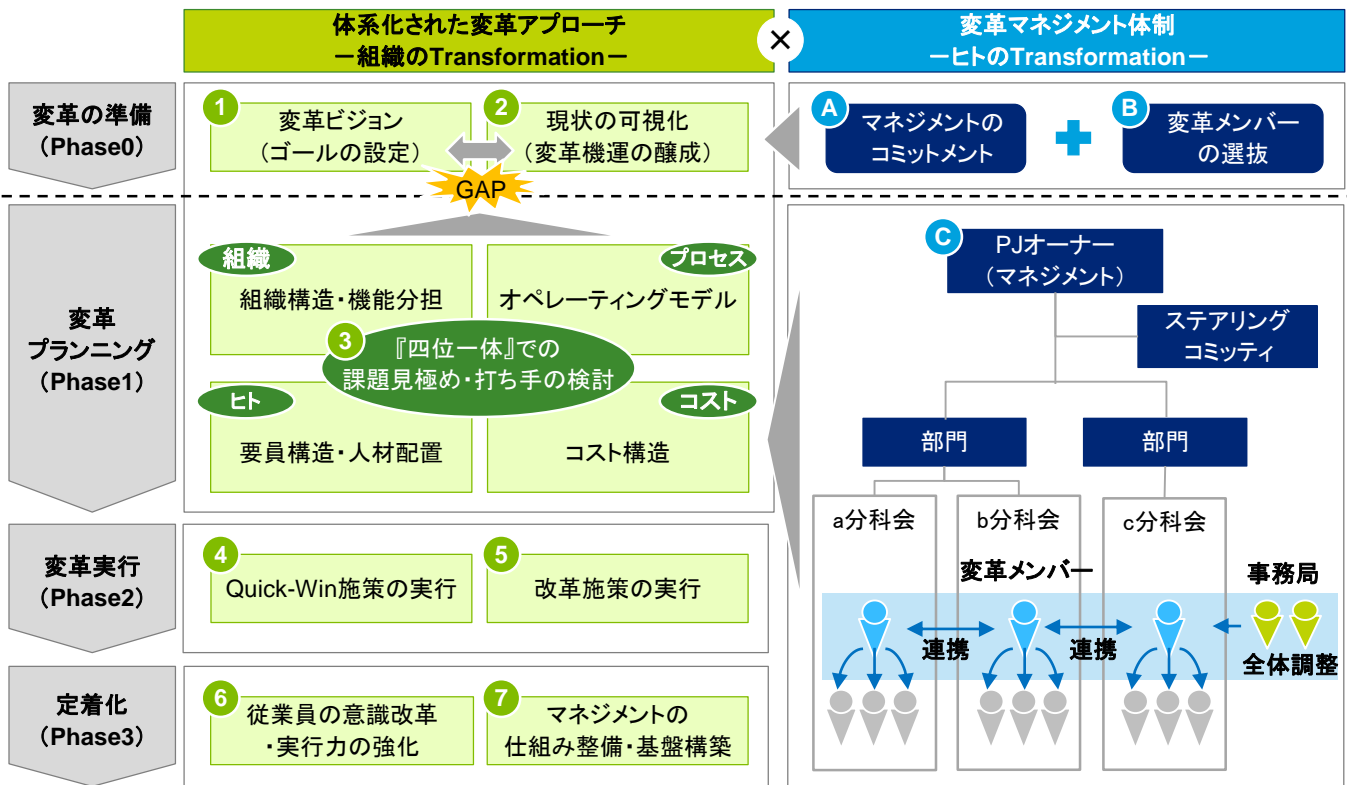 体系化された変革アプローチ
－組織のTransformation－
×
変革マネジメント体制
－ヒトのTransformation－
変革の準備
（Phase0）
1
変革ビジョン
（ゴールの設定）
2
現状の可視化
（変革機運の醸成）
GAP
A
マネジメントの
コミットメント
B
変革メンバー
の選抜
変革
プランニング
（Phase1）
組織
組織構造・機能分担
プロセス
オペレーティングモデル
3
『四位一体』での
課題見極め・打ち手の検討
ヒト
要員構造・人材配置
コスト
コスト構造
C
PJオーナー
（マネジメント）
ステアリング
コミッティ
部門
部門
a分科会
b分科会
c分科会
変革メンバー
事務局
連携
連携
全体調整
変革実行
（Phase2）
4
Quick-Win施策の実行
5
改革施策の実行
定着化
（Phase3）
6
従業員の意識改革
・実行力の強化
7
マネジメントの
仕組み整備・基盤構築